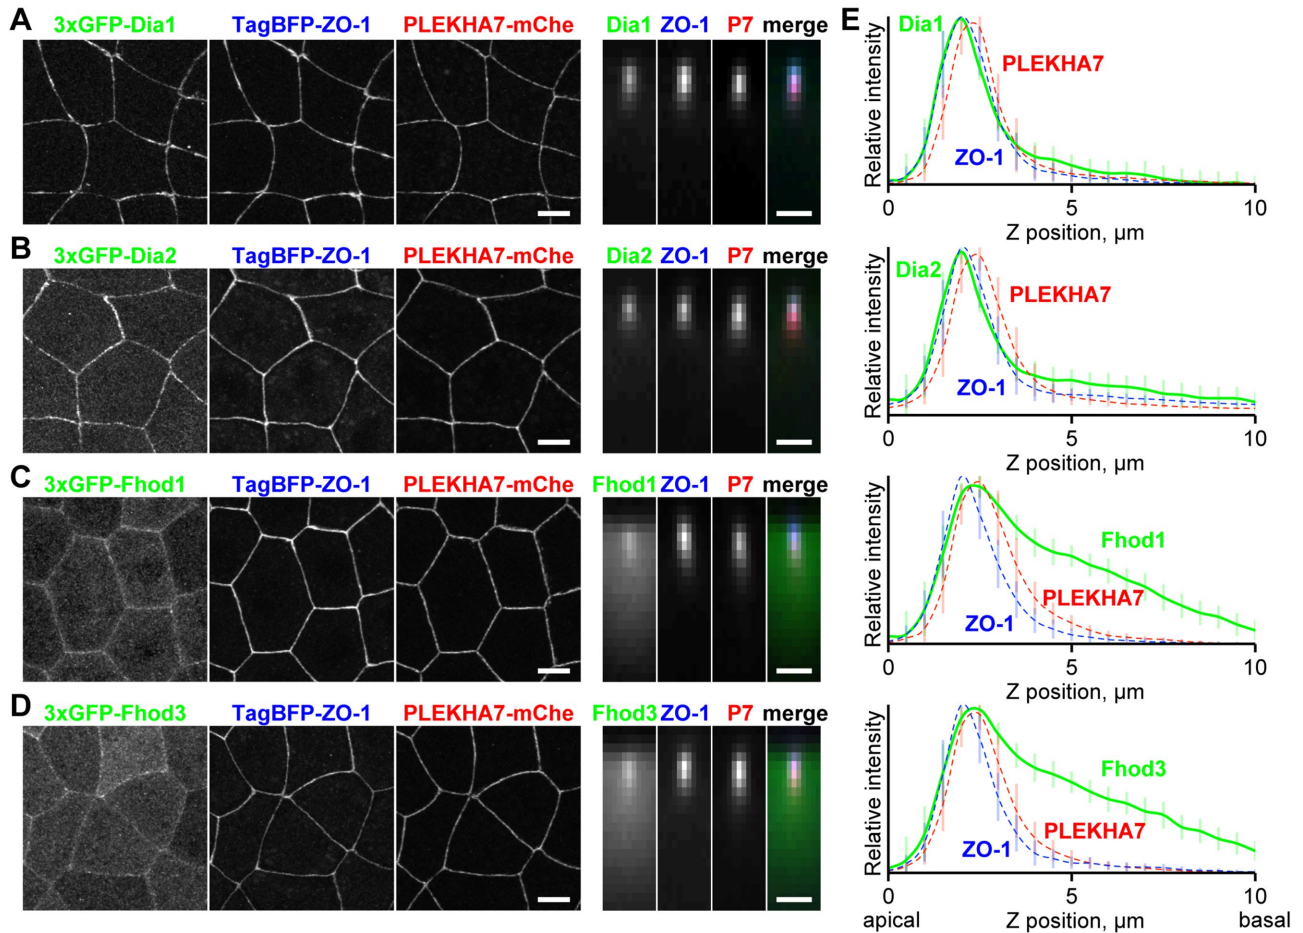 A 3xGFP-Dia1 TagBFP-ZO-1 PLEKHA7-mChe Dia1 ZO-1 P7 merge
B 3xGFP-Dia2 TagBFP-ZO-1 PLEKHA7-mChe Dia2 ZO-1 P7 merge
C 3xGFP-Fhod1 TagBFP-ZO-1 PLEKHA7-mChe Fhod1 ZO-1 P7 merge
D 3xGFP-Fhod3 TagBFP-ZO-1 PLEKHA7-mChe Fhod3 ZO-1 P7 merge
E
Relative intensity
Dia1
PLEKHA7
ZO-1
0 5 10
Z position, µm
Relative intensity
Dia2
PLEKHA7
ZO-1
0 5 10
Z position, µm
Relative intensity
Fhod1
PLEKHA7
ZO-1
0 5 10
Z position, µm
Relative intensity
Fhod3
PLEKHA7
ZO-1
0 5 10
apical Z position, µm basal